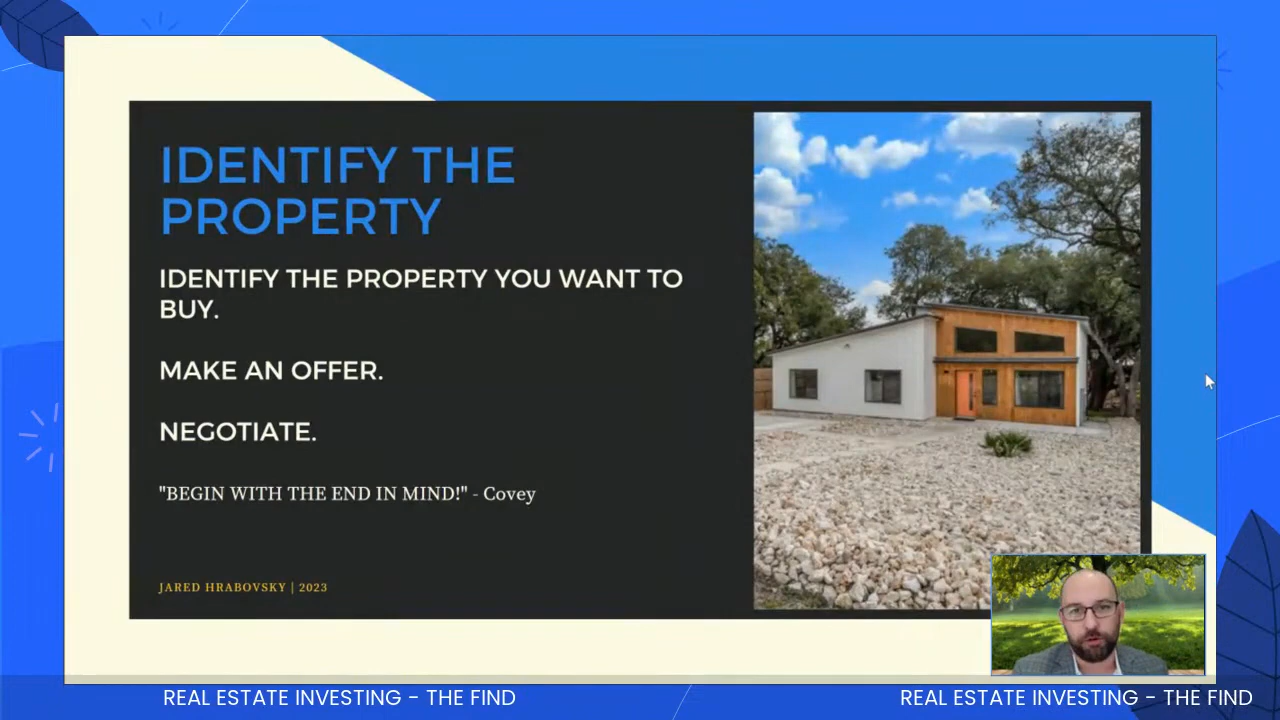 IDENTIFY THE
PROPERTY
IDENTIFY THE PROPERTY YOU WANT TO
BUY.
MAKE AN OFFER.
NEGOTIATE.
"BEGIN WITH THE END IN MIND!" - Covey
JARED HRABOVSKY | 2023
REAL ESTATE INVESTING - THE FIND
REAL ESTATE INVESTING - THE FIND